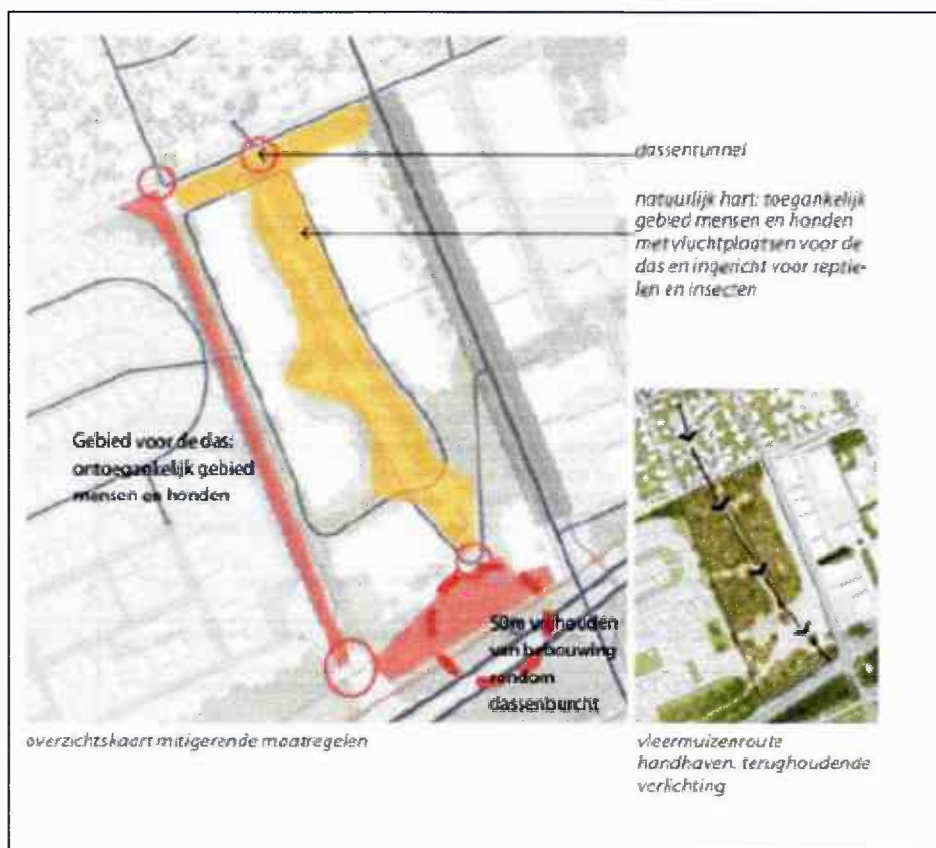 dassentunnel
natuurlijk hart: toegankelijk
gebied mensen en honden
met vluchtplaatsen voor de
das en ingericht voor reptie-
len en insecten
Gebied voor de das:
ontoegankelijk gebied
mensen en honden
50m vrijhouden
van bebouwing
rondom
dassenburcht
overzichtskaart mitigerende maatregelen
vleermuizenroute
handhaven, terughoudende
verlichting